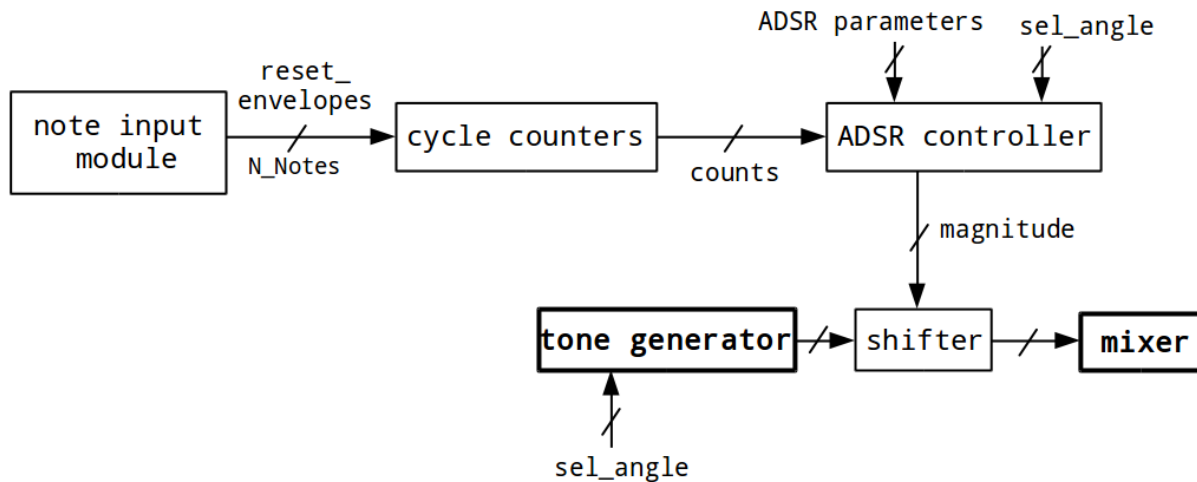 ADSR parameters
sel_angle
reset_
envelopes
note input
module
N_Notes
cycle counters
counts
ADSR controller
magnitude
tone generator
shifter
mixer
sel_angle